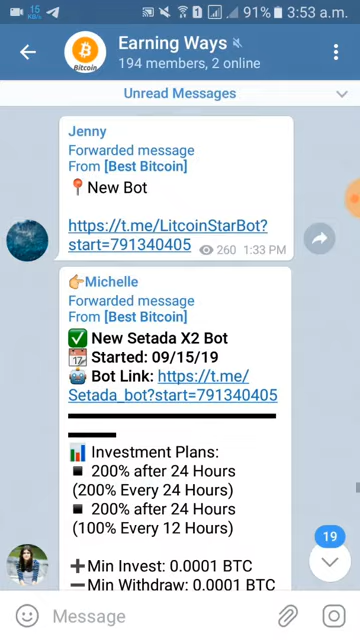 15
KB/s
91% 3:53 a.m.
Earning Ways
194 members, 2 online
Bitcoin
Unread Messages
Jenny
Forwarded message
From [Best Bitcoin]
📍New Bot
https://t.me/LitcoinStarBot?
start=791340405 260 1:33 PM
👉Michelle
Forwarded message
From [Best Bitcoin]
✅ New Setada X2 Bot
📆 Started: 09/15/19
🤖 Bot Link: https://t.me/
Setada_bot?start=791340405
📊 Investment Plans:
▪ 200% after 24 Hours
(200% Every 24 Hours)
▪ 200% after 24 Hours
(100% Every 12 Hours)
➕Min Invest: 0.0001 BTC
➖Min Withdraw: 0.0001 BTC
19
Message